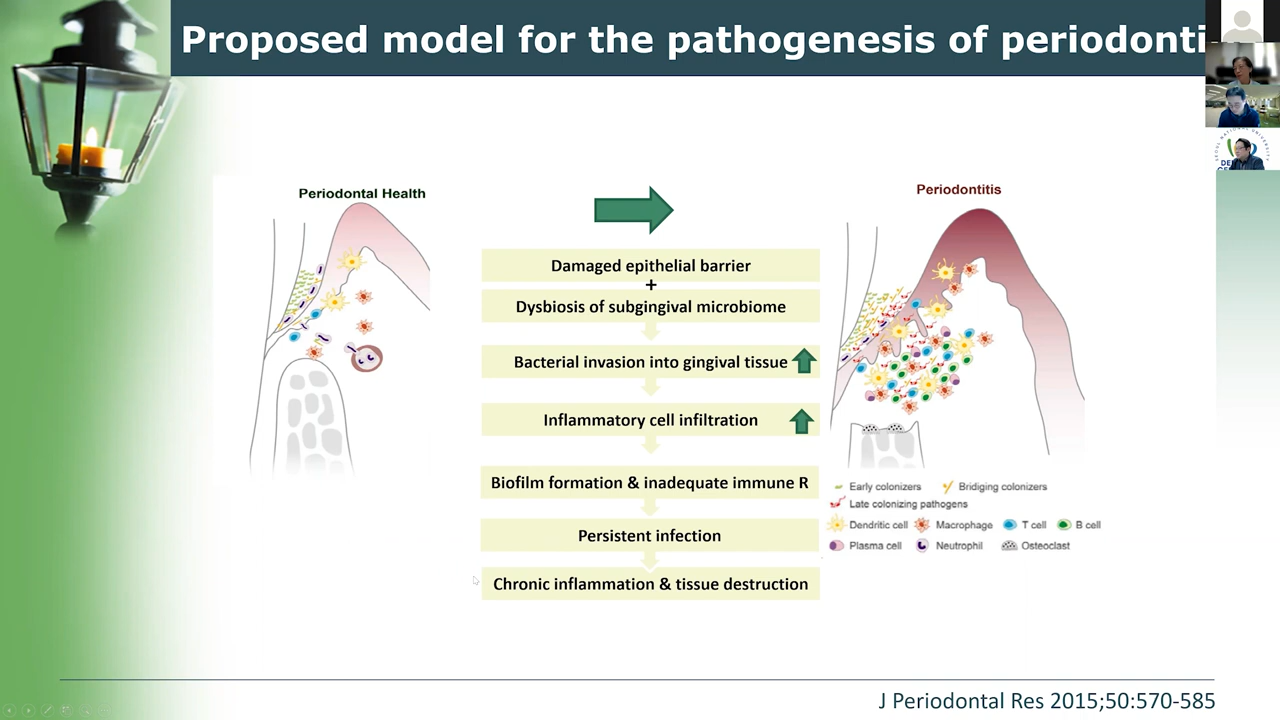 Proposed model for the pathogenesis of periodonti
Periodontal Health
Periodontitis
Damaged epithelial barrier
+
Dysbiosis of subgingival microbiome
Bacterial invasion into gingival tissue
Inflammatory cell infiltration
Biofilm formation & inadequate immune R
Persistent infection
Chronic inflammation & tissue destruction
Early colonizers
Bridiging colonizers
Late colonizing pathogens
Dendritic cell
Macrophage
T cell
B cell
Plasma cell
Neutrophil
Osteoclast
J Periodontal Res 2015;50:570-585